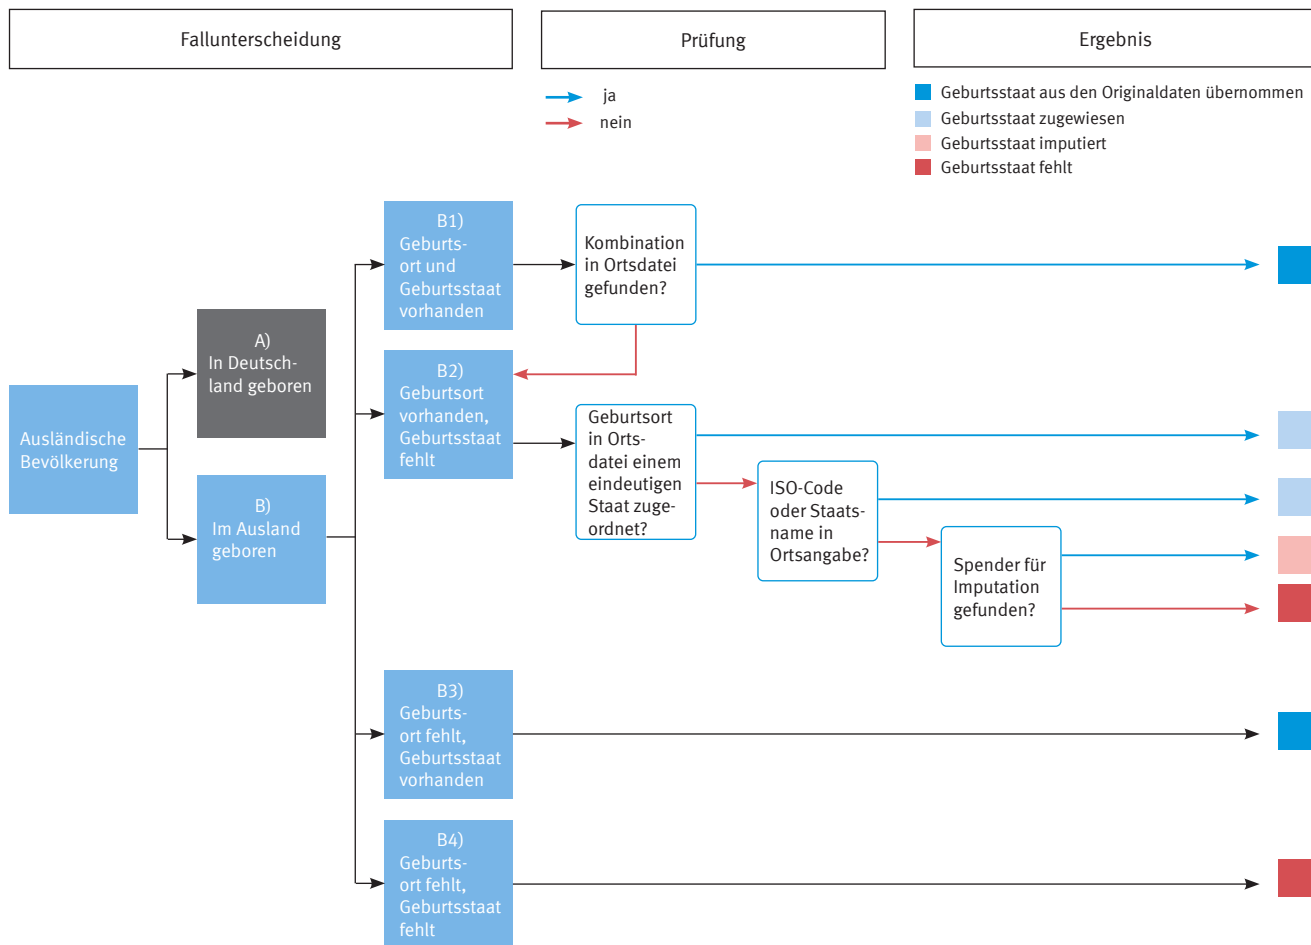 Fallunterscheidung
Prüfung
Ergebnis
ja
nein
Geburtsstaat aus den Originaldaten übernommen
Geburtsstaat zugewiesen
Geburtsstaat imputiert
Geburtsstaat fehlt
Ausländische
Bevölkerung
A)
In Deutsch-
land geboren
B)
Im Ausland
geboren
B1)
Geburts-
ort und
Geburtsstaat
vorhanden
Kombination
in Ortsdatei
gefunden?
B2)
Geburtsort
vorhanden,
Geburtsstaat
fehlt
Geburtsort
in Orts-
datei einem
eindeutigen
Staat zuge-
ordnet?
ISO-Code
oder Staats-
name in
Ortsangabe?
Spender für
Imputation
gefunden?
B3)
Geburts-
ort fehlt,
Geburtsstaat
vorhanden
B4)
Geburts-
ort fehlt,
Geburtsstaat
fehlt